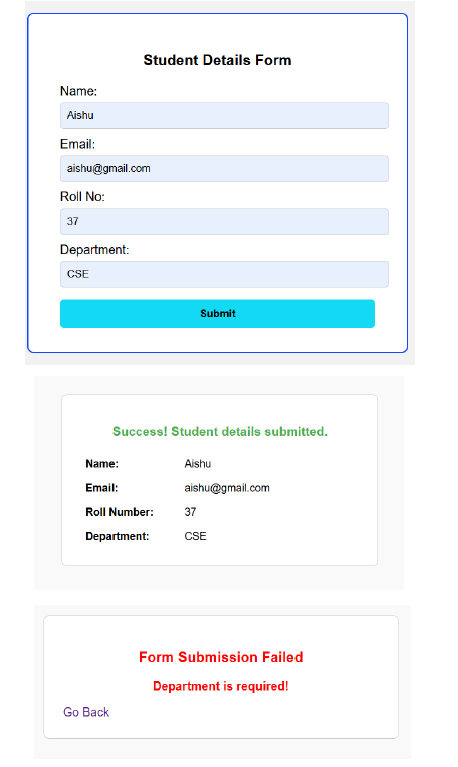 Student Details Form
Name:
Aishu
Email:
aishu@gmail.com
Roll No:
37
Department:
CSE
Submit
Success! Student details submitted.
Name: Aishu
Email: aishu@gmail.com
Roll Number: 37
Department: CSE
Form Submission Failed
Department is required!
Go Back